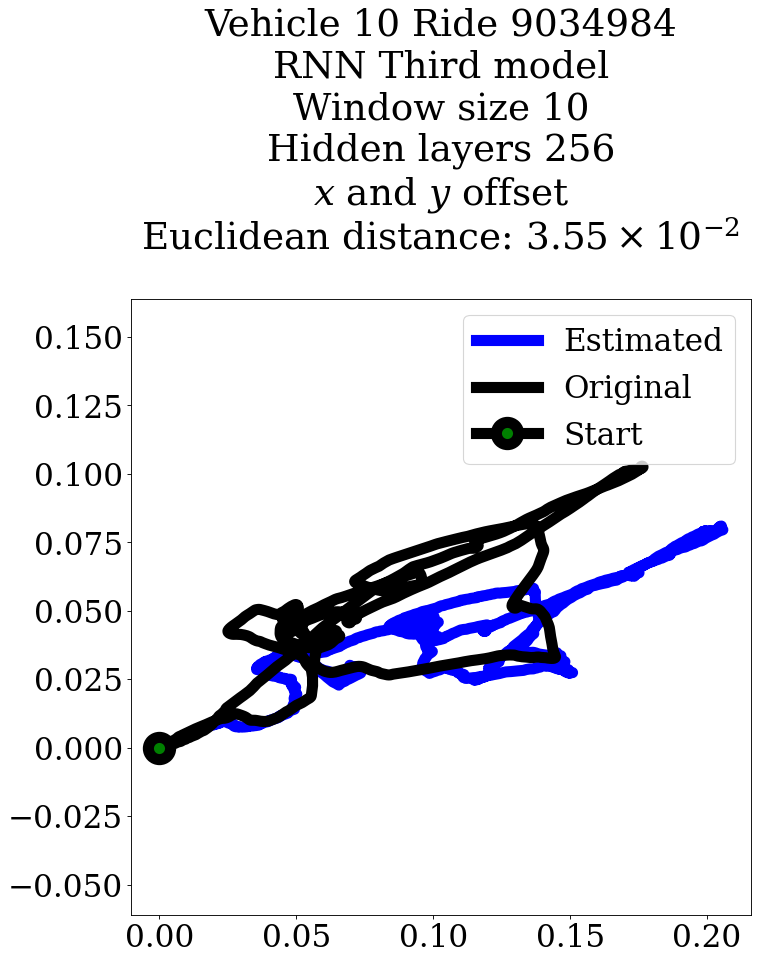 Vehicle 10 Ride 9034984
RNN Third model
Window size 10
Hidden layers 256
x and y offset
Euclidean distance: 3.55 × 10⁻²
Estimated
Original
Start
0.150
0.125
0.100
0.075
0.050
0.025
0.000
−0.025
−0.050
0.00 0.05 0.10 0.15 0.20